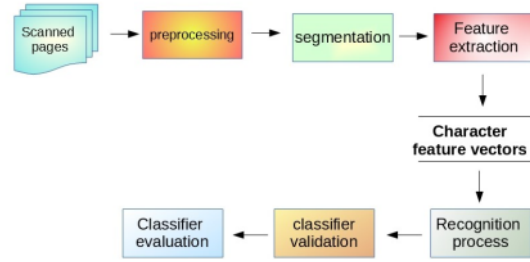 Scanned
pages
preprocessing
segmentation
Feature
extraction
Character
feature vectors
Recognition
process
classifier
validation
Classifier
evaluation